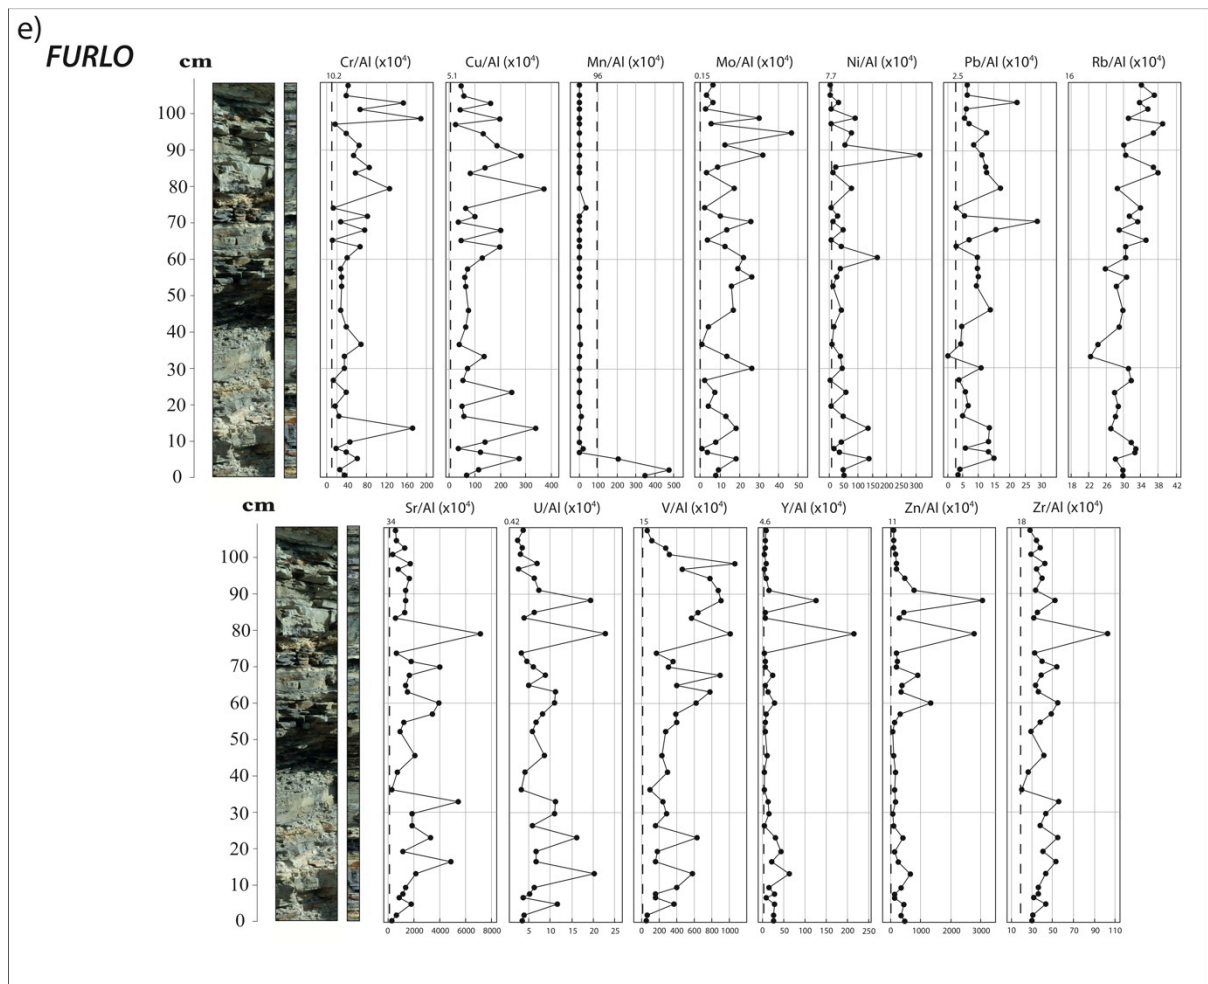 e)
FURLO
cm
Cr/Al (x10⁴) Cu/Al (x10⁴) Mn/Al (x10⁴) Mo/Al (x10⁴) Ni/Al (x10⁴) Pb/Al (x10⁴) Rb/Al (x10⁴)
10.2 5.1 96 0.15 7.7 2.5 16
100
90
80
70
60
50
40
30
20
10
0
0 40 80 120 160 200 0 100 200 300 400 0 100 200 300 400 500 0 10 20 30 40 50 0 50 100 150 200 250 300 0 10 20 30 18 22 26 30 34 38 42
cm
Sr/Al (x10⁴) U/Al (x10⁴) V/Al (x10⁴) Y/Al (x10⁴) Zn/Al (x10⁴) Zr/Al (x10⁴)
34 0.42 15 4.6 11 18
100
90
80
70
60
50
40
30
20
10
0
0 2000 4000 6000 8000 0 5 10 15 20 25 0 200 400 600 800 1000 0 50 100 150 200 250 0 1000 2000 3000 10 30 50 70 90 110